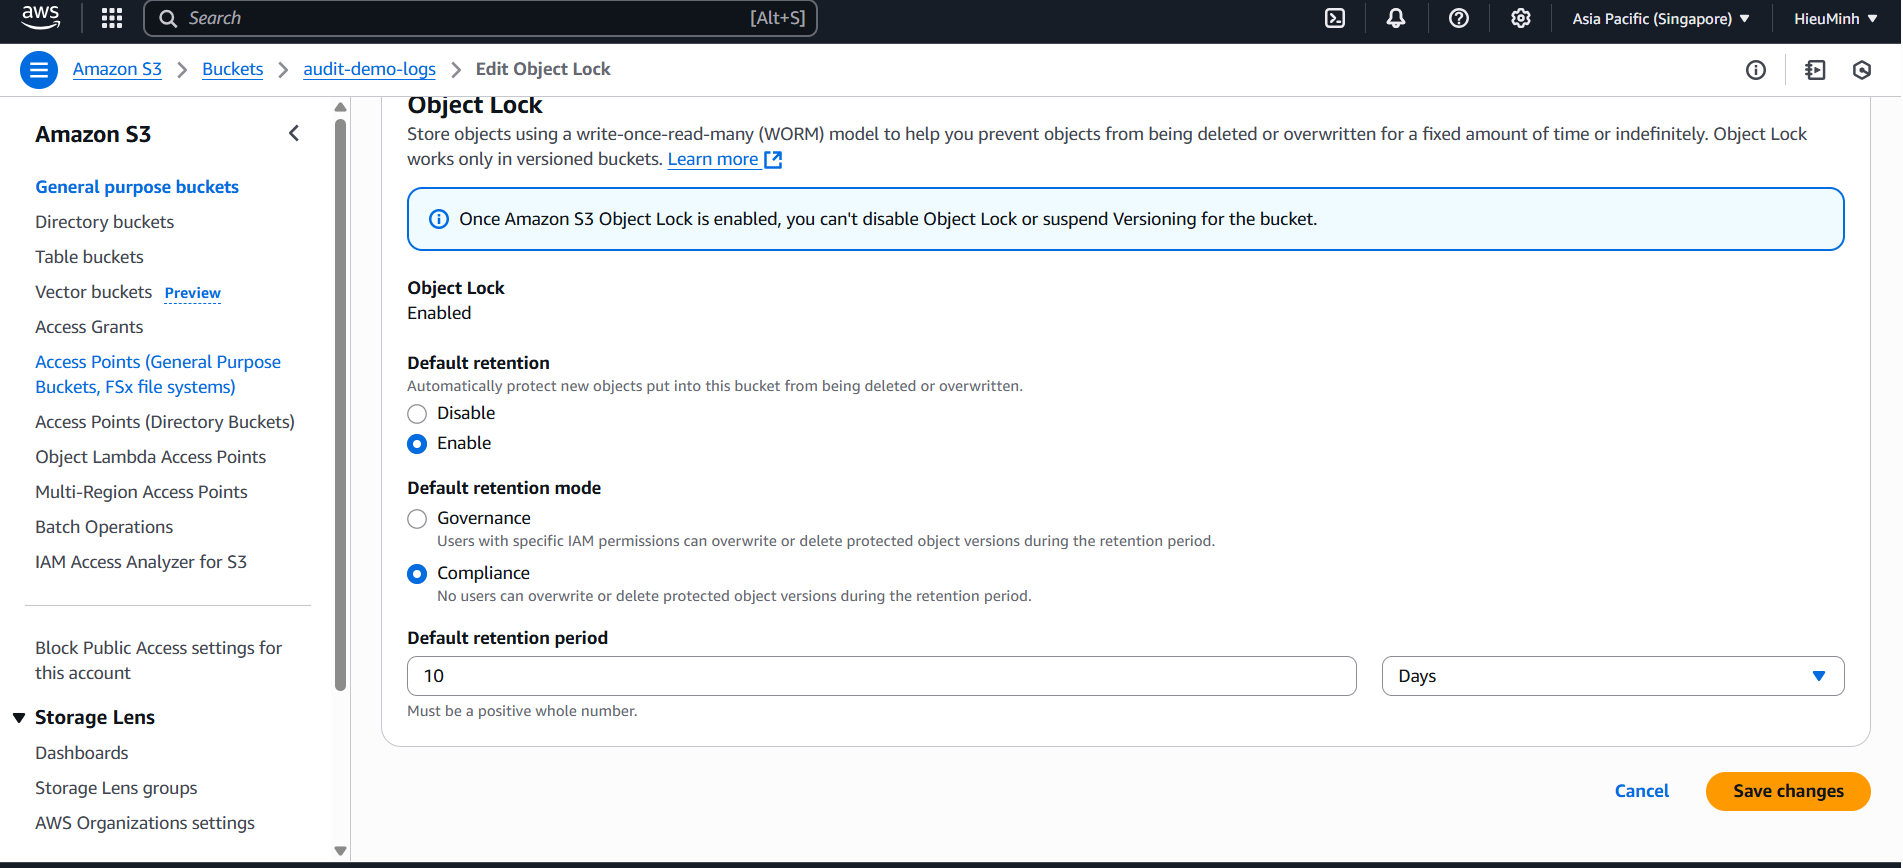 aws
Search
[Alt+S]
Asia Pacific (Singapore)
HieuMinh
Amazon S3
Buckets
audit-demo-logs
Edit Object Lock
Amazon S3
General purpose buckets
Directory buckets
Table buckets
Vector buckets Preview
Access Grants
Access Points (General Purpose
Buckets, FSx file systems)
Access Points (Directory Buckets)
Object Lambda Access Points
Multi-Region Access Points
Batch Operations
IAM Access Analyzer for S3
Block Public Access settings for
this account
Storage Lens
Dashboards
Storage Lens groups
AWS Organizations settings
Object Lock
Store objects using a write-once-read-many (WORM) model to help you prevent objects from being deleted or overwritten for a fixed amount of time or indefinitely. Object Lock
works only in versioned buckets. Learn more
Once Amazon S3 Object Lock is enabled, you can't disable Object Lock or suspend Versioning for the bucket.
Object Lock
Enabled
Default retention
Automatically protect new objects put into this bucket from being deleted or overwritten.
Disable
Enable
Default retention mode
Governance
Users with specific IAM permissions can overwrite or delete protected object versions during the retention period.
Compliance
No users can overwrite or delete protected object versions during the retention period.
Default retention period
10
Days
Must be a positive whole number.
Cancel
Save changes